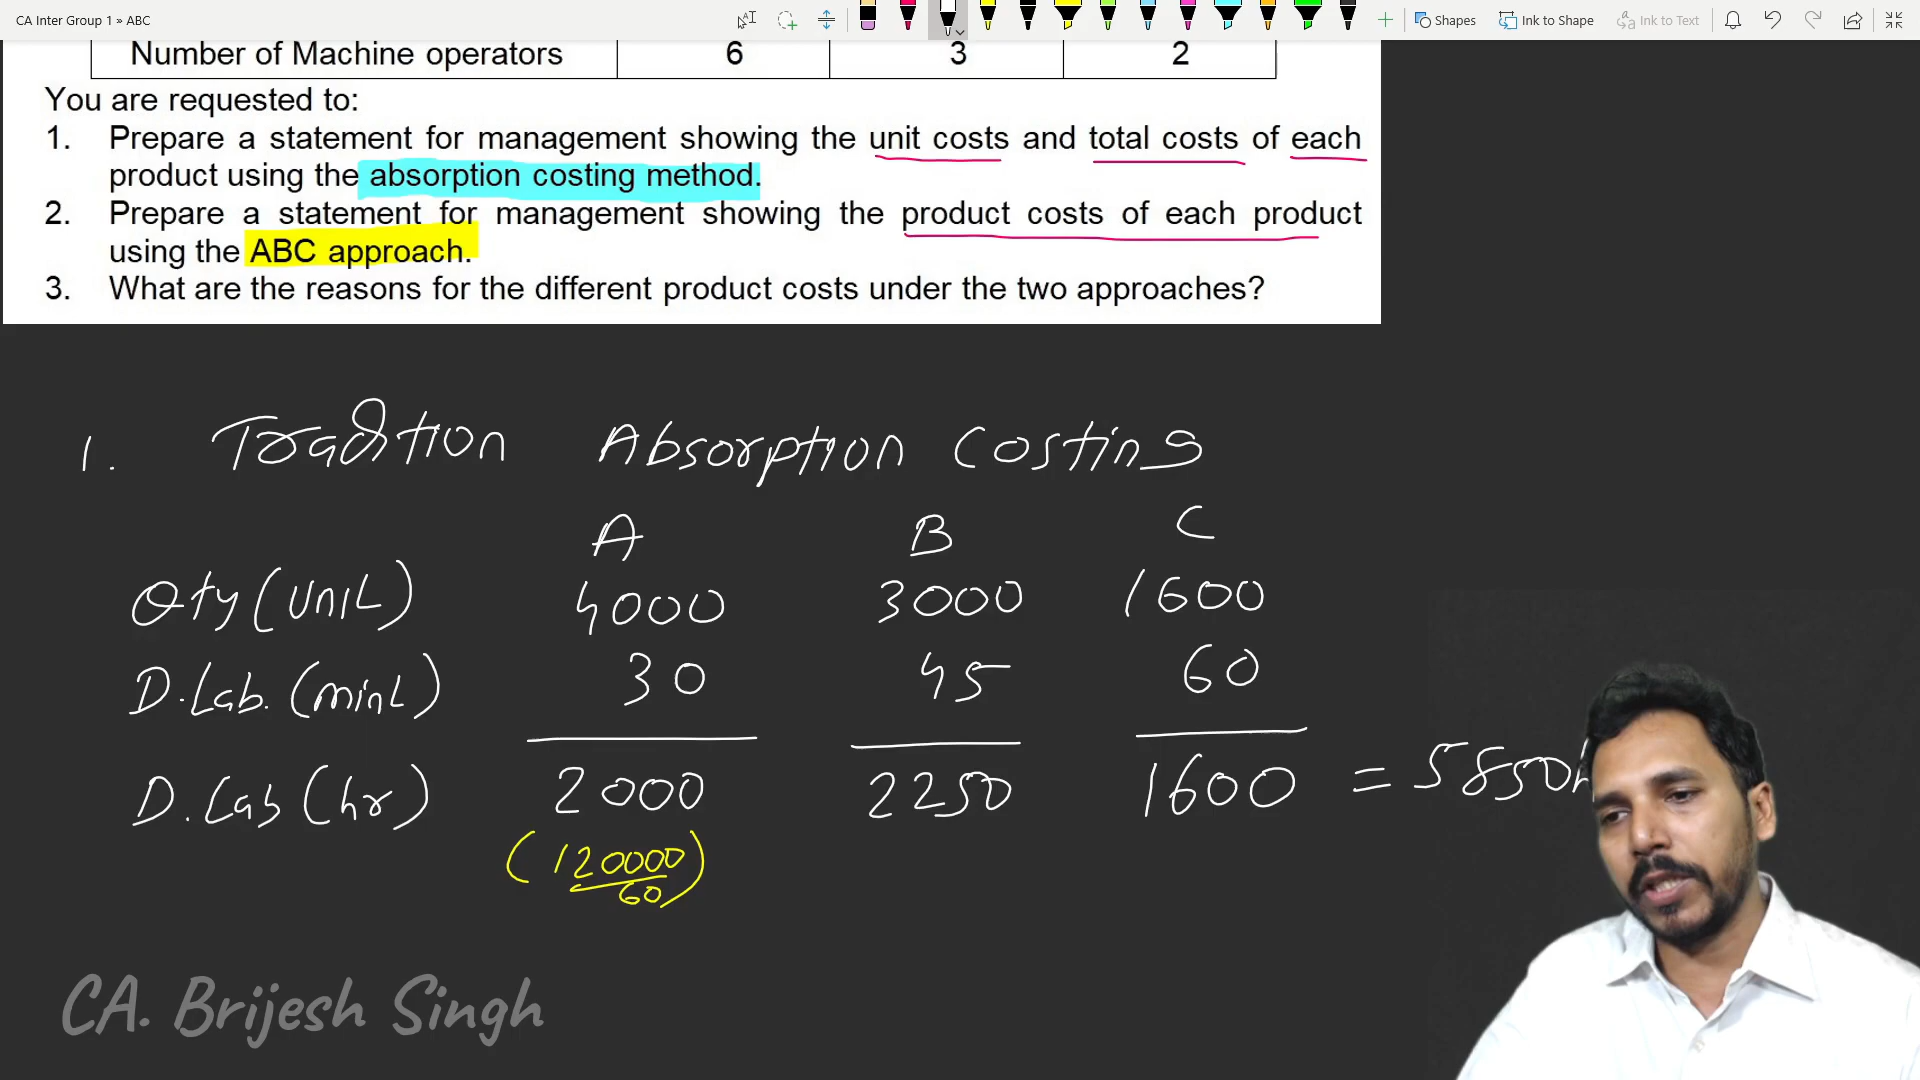 CA Inter Group 1 » ABC
Shapes Ink to Shape Ink to Text
Number of Machine operators 6 3 2
You are requested to:
1. Prepare a statement for management showing the unit costs and total costs of each
product using the absorption costing method.
2. Prepare a statement for management showing the product costs of each product
using the ABC approach.
3. What are the reasons for the different product costs under the two approaches?
1. Tradition Absorption Costing
A B C
Qty (Unit) 4000 3000 1600
D.Lab. (mint) 30 45 60
D.Lab (hr) 2000 2250 1600 = 5850h
(120000
60)
CA. Brijesh Singh